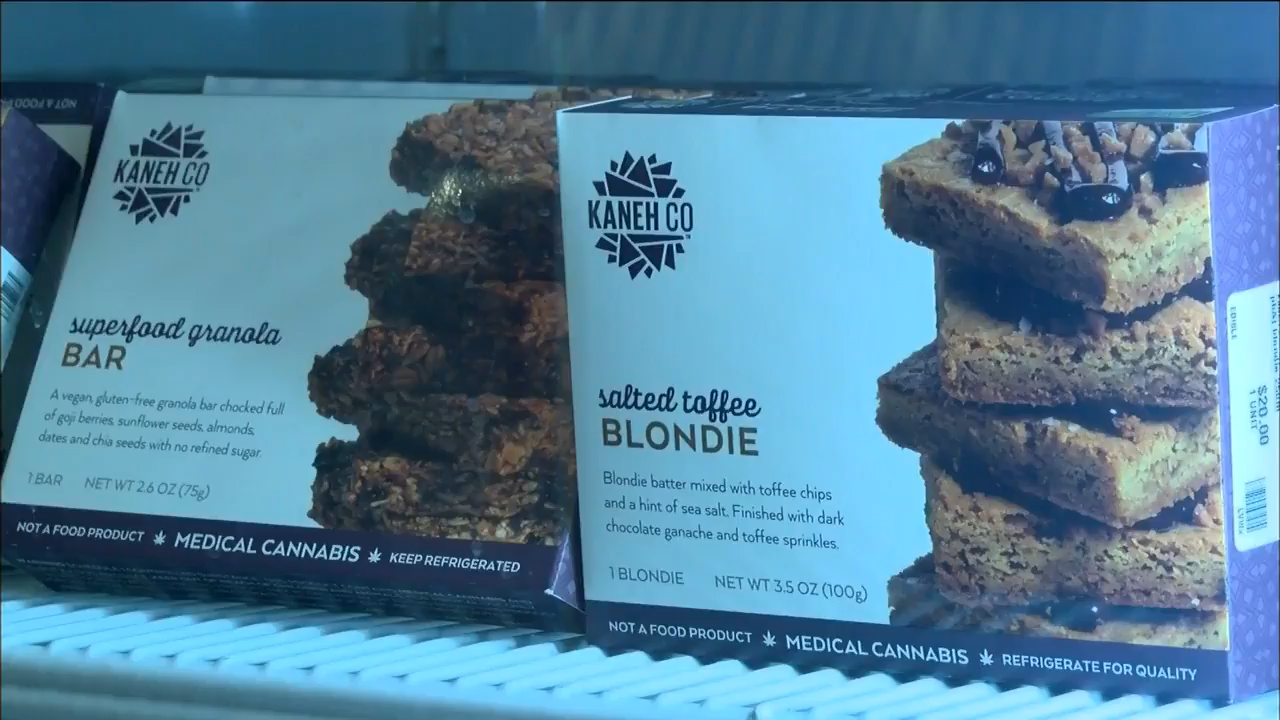 NOT A FOOD P
KANEH CO
superfood granola
BAR
A vegan, gluten-free granola bar chocked full
of goji berries, sunflower seeds, almonds,
dates and chia seeds with no refined sugar.
1 BAR NET WT 2.6 OZ (75g)
NOT A FOOD PRODUCT MEDICAL CANNABIS KEEP REFRIGERATED
KANEH CO
salted toffee
BLONDIE
Blondie batter mixed with toffee chips
and a hint of sea salt. Finished with dark
chocolate ganache and toffee sprinkles.
1 BLONDIE NET WT 3.5 OZ (100g)
NOT A FOOD PRODUCT MEDICAL CANNABIS REFRIGERATE FOR QUALITY
EDIBLE
$20.00
1 UNIT